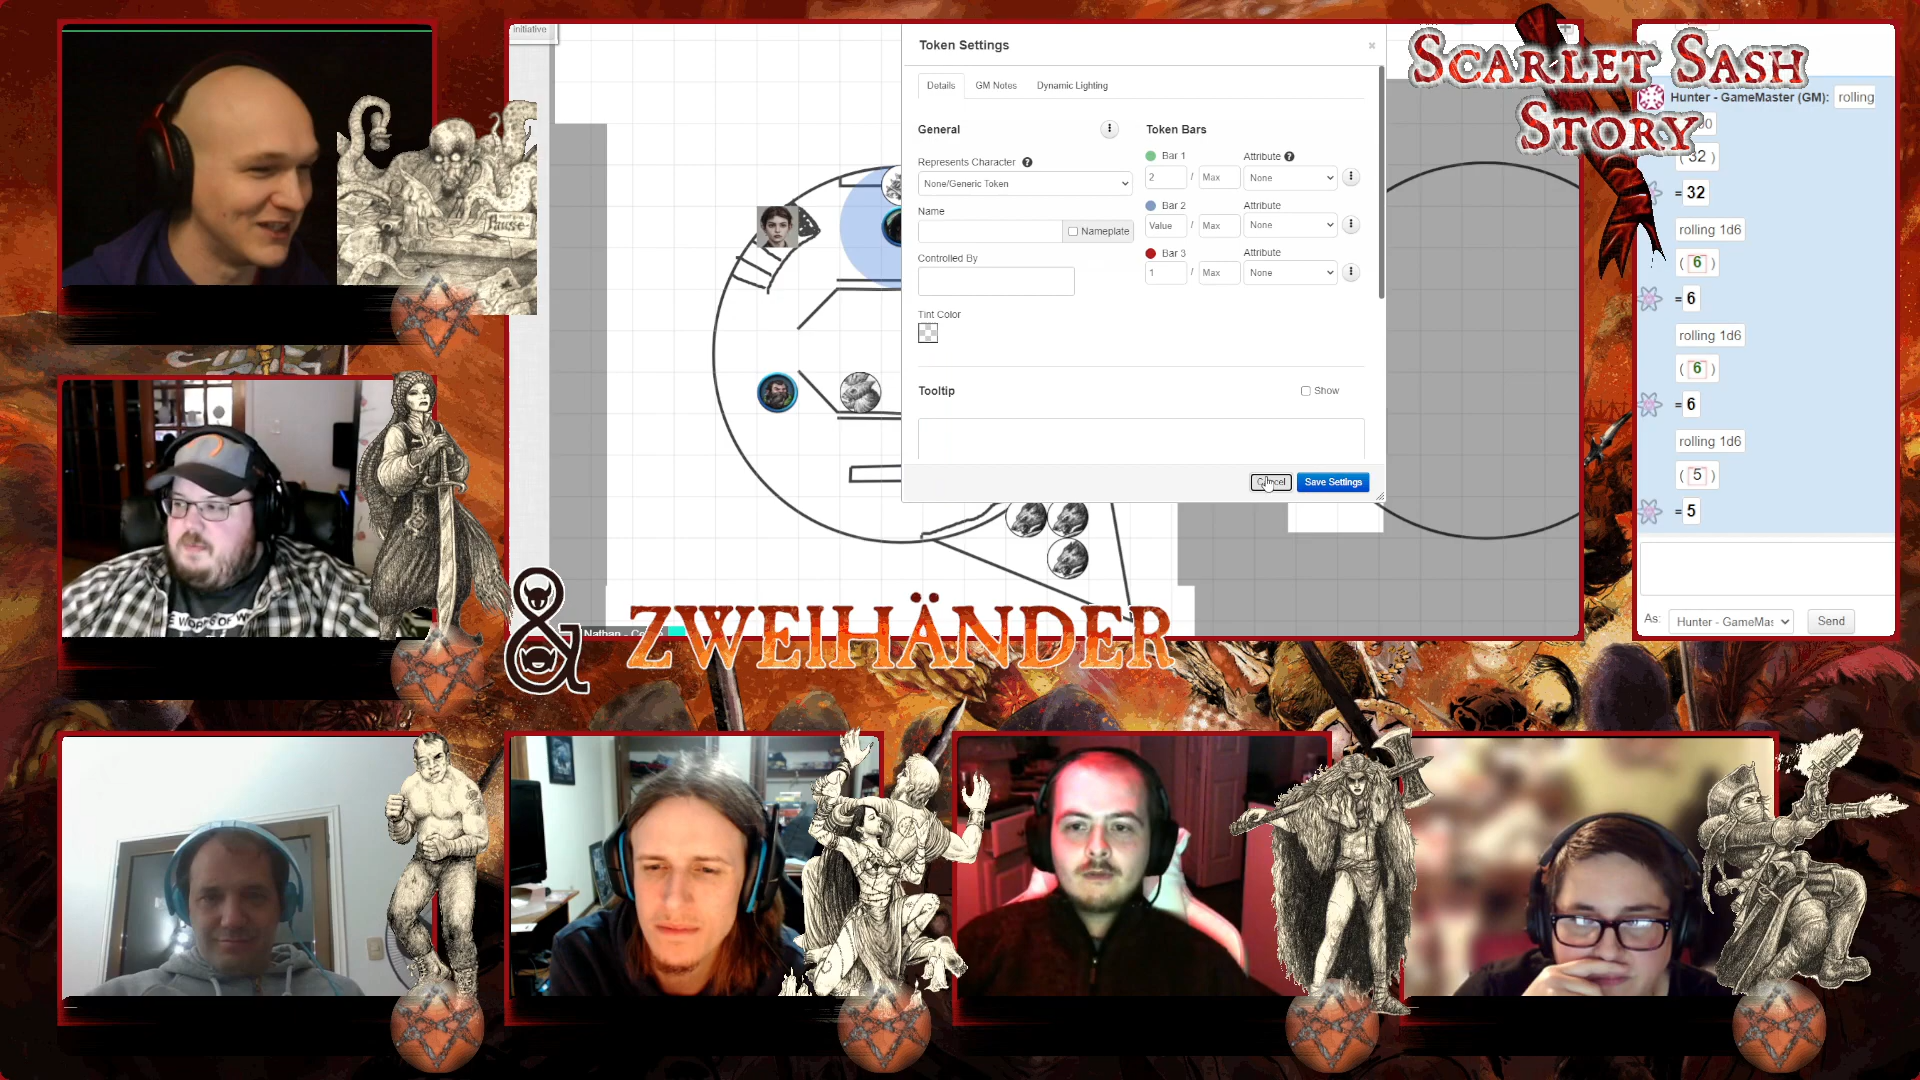 Initiative
Token Settings
×
Details
GM Notes
Dynamic Lighting
General
Represents Character
None/Generic Token
Name
Nameplate
Controlled By
Tint Color
Token Bars
Bar 1
Attribute
2
/
Max
None
Bar 2
Attribute
Value
/
Max
None
Bar 3
Attribute
1
/
Max
None
Tooltip
Show
Cancel
Save Settings
Scarlet Sash
Story
Hunter - GameMaster (GM):
rolling
(32)
=32
rolling 1d6
(6)
=6
rolling 1d6
(6)
=6
rolling 1d6
(5)
=5
As:
Hunter - GameMas
Send
Pause-
& ZWEIHÄNDER